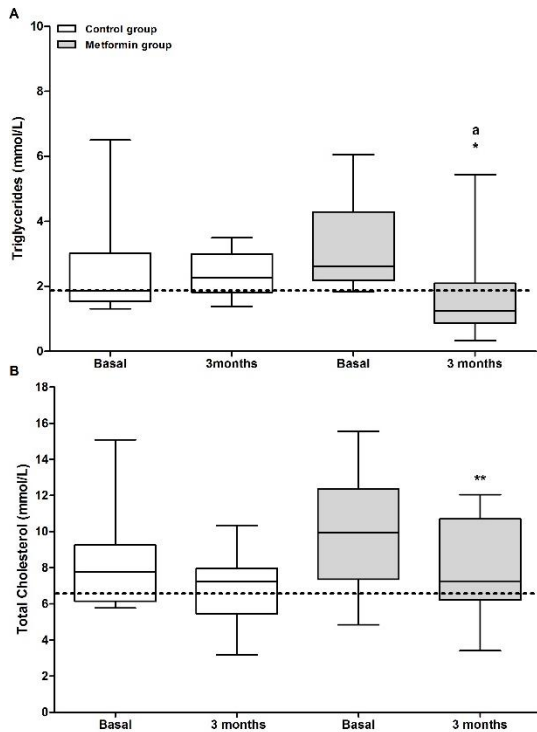 A
Control group
Metformin group
Triglycerides (mmol/L)
10
8
6
4
2
0
a
*
Basal
3months
Basal
3 months
B
Total Cholesterol (mmol/L)
18
16
14
12
10
8
6
4
2
0
**
Basal
3 months
Basal
3 months